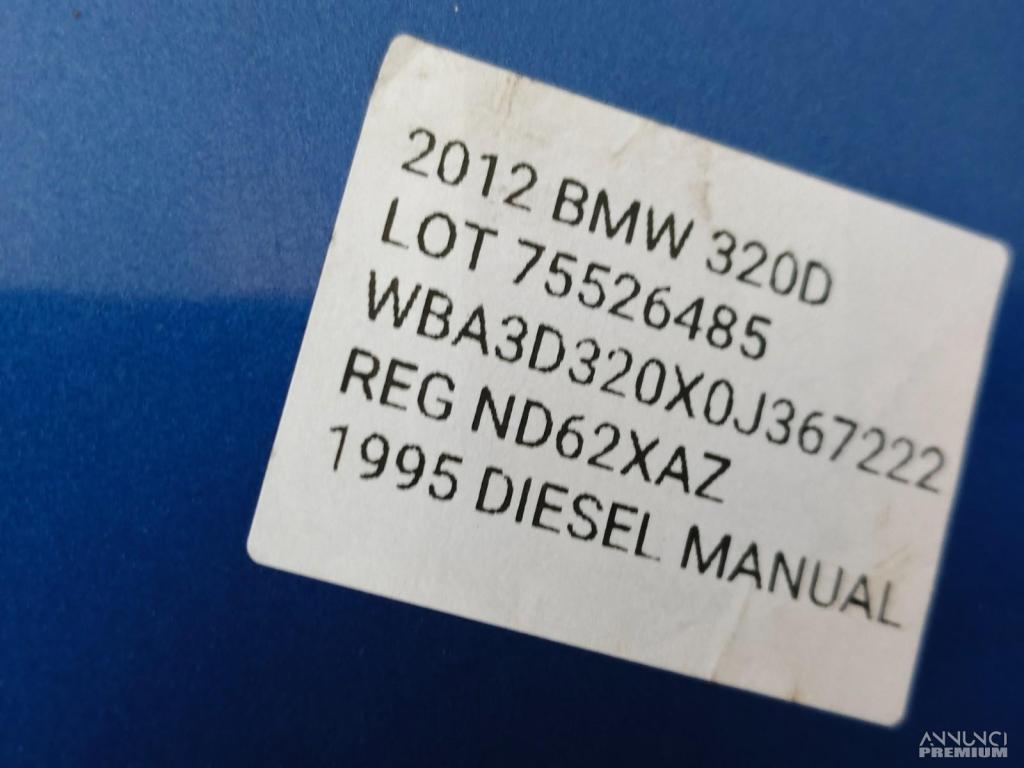 2012 BMW 320D
LOT 75526485
WBA3D320X0J367222
REG ND62XAZ
1995 DIESEL MANUAL
ANNUNCI
PREMIUM